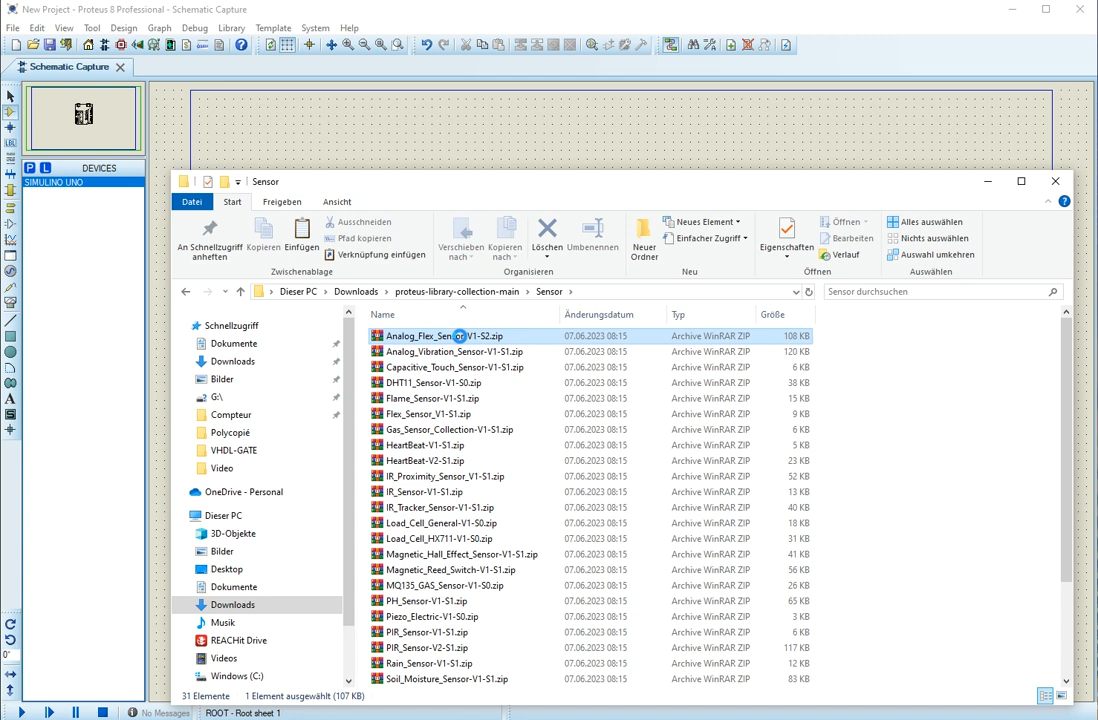 New Project - Proteus 8 Professional - Schematic Capture
File Edit View Tool Design Graph Debug Library Template System Help
Schematic Capture
P L DEVICES
SIMULINO UNO
LBL
A
S
0°
Sensor
Datei Start Freigeben Ansicht
An Schnellzugriff anheften
Kopieren
Einfügen
Ausschneiden
Pfad kopieren
Verknüpfung einfügen
Zwischenablage
Verschieben nach
Kopieren nach
Löschen
Umbenennen
Organisieren
Neuer Ordner
Neues Element
Einfacher Zugriff
Neu
Eigenschaften
Öffnen
Bearbeiten
Verlauf
Öffnen
Alles auswählen
Nichts auswählen
Auswahl umkehren
Auswählen
Dieser PC > Downloads > proteus-library-collection-main > Sensor >
Sensor durchsuchen
Schnellzugriff
Dokumente
Downloads
Bilder
G:\
Compteur
Polycopié
VHDL-GATE
Video
OneDrive - Personal
Dieser PC
3D-Objekte
Bilder
Desktop
Dokumente
Downloads
Musik
REACHit Drive
Videos
Windows (C:)
Name Änderungsdatum Typ Größe
Analog_Flex_Sensor-V1-S2.zip 07.06.2023 08:15 Archive WinRAR ZIP 108 KB
Analog_Vibration_Sensor-V1-S1.zip 07.06.2023 08:15 Archive WinRAR ZIP 120 KB
Capacitive_Touch_Sensor-V1-S1.zip 07.06.2023 08:15 Archive WinRAR ZIP 6 KB
DHT11_Sensor-V1-S0.zip 07.06.2023 08:15 Archive WinRAR ZIP 38 KB
Flame_Sensor-V1-S1.zip 07.06.2023 08:15 Archive WinRAR ZIP 15 KB
Flex_Sensor_V1-S1.zip 07.06.2023 08:15 Archive WinRAR ZIP 9 KB
Gas_Sensor_Collection-V1-S1.zip 07.06.2023 08:15 Archive WinRAR ZIP 6 KB
HeartBeat-V1-S1.zip 07.06.2023 08:15 Archive WinRAR ZIP 5 KB
HeartBeat-V2-S1.zip 07.06.2023 08:15 Archive WinRAR ZIP 23 KB
IR_Proximity_Sensor_V1-S1.zip 07.06.2023 08:15 Archive WinRAR ZIP 52 KB
IR_Sensor-V1-S1.zip 07.06.2023 08:15 Archive WinRAR ZIP 13 KB
IR_Tracker_Sensor-V1-S1.zip 07.06.2023 08:15 Archive WinRAR ZIP 40 KB
Load_Cell_General-V1-S0.zip 07.06.2023 08:15 Archive WinRAR ZIP 18 KB
Load_Cell_HX711-V1-S0.zip 07.06.2023 08:15 Archive WinRAR ZIP 31 KB
Magnetic_Hall_Effect_Sensor-V1-S1.zip 07.06.2023 08:15 Archive WinRAR ZIP 41 KB
Magnetic_Reed_Switch-V1-S1.zip 07.06.2023 08:15 Archive WinRAR ZIP 56 KB
MQ135_GAS_Sensor-V1-S0.zip 07.06.2023 08:15 Archive WinRAR ZIP 26 KB
PH_Sensor-V1-S1.zip 07.06.2023 08:15 Archive WinRAR ZIP 65 KB
Piezo_Electric-V1-S0.zip 07.06.2023 08:15 Archive WinRAR ZIP 3 KB
PIR_Sensor-V1-S1.zip 07.06.2023 08:15 Archive WinRAR ZIP 6 KB
PIR_Sensor-V2-S1.zip 07.06.2023 08:15 Archive WinRAR ZIP 117 KB
Rain_Sensor-V1-S1.zip 07.06.2023 08:15 Archive WinRAR ZIP 12 KB
Soil_Moisture_Sensor-V1-S1.zip 07.06.2023 08:15 Archive WinRAR ZIP 83 KB
31 Elemente 1 Element ausgewählt (107 KB)
No Messages ROOT - Root sheet 1